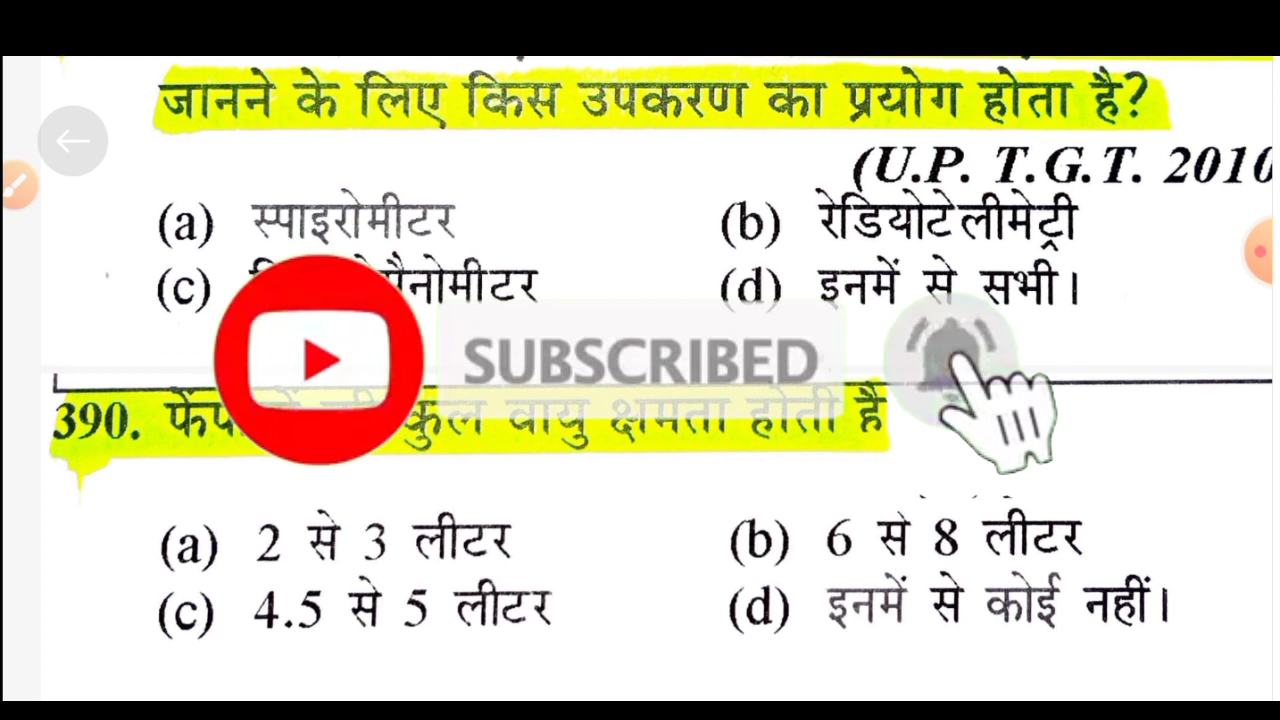 जानने के लिए किस उपकरण का प्रयोग होता है?
(U.P. T.G.T. 2010
(a) स्पाइरोमीटर (b) रेडियोटेलीमेट्री
(c) (d) इनमें से सभी।
SUBSCRIBED
390. कुल वायु क्षमता होती है
(a) 2 से 3 लीटर (b) 6 से 8 लीटर
(c) 4.5 से 5 लीटर (d) इनमें से कोई नहीं।